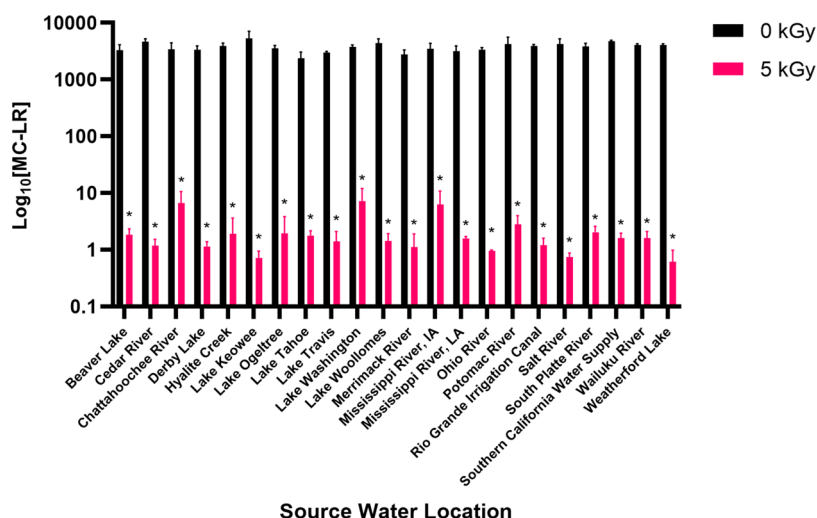 10000
1000
100
10
1
0.1
Log10[MC-LR]
0 kGy
5 kGy
* * * * * * * * * * * * * * * * * * * * * *
Beaver Lake
Cedar River
Chattahoochee River
Derby Lake
Hyalite Creek
Lake Keowee
Lake Ogeltree
Lake Tahoe
Lake Travis
Lake Washington
Lake Woollomes
Merrimack River
Mississippi River, IA
Mississippi River, LA
Ohio River
Potomac River
Rio Grande Irrigation Canal
Salt River
South Platte River
Southern California Water Supply
Wailuku River
Weatherford Lake
Source Water Location